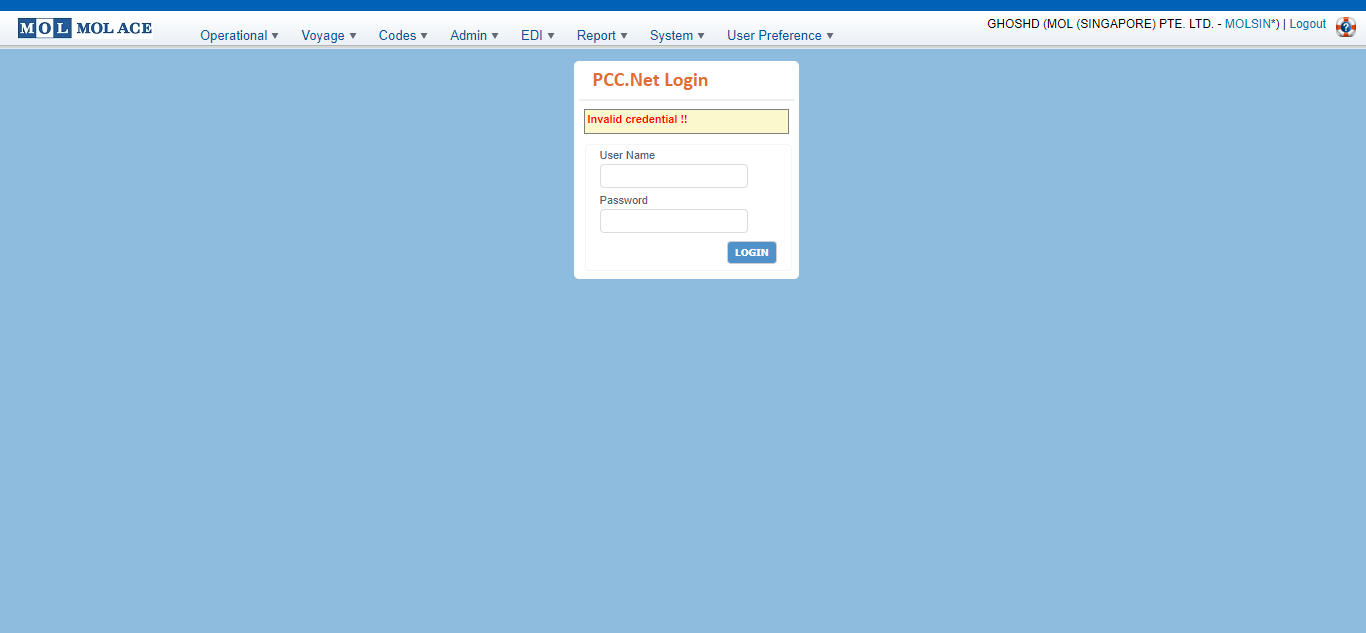 MOL MOL ACE
Operational ▼ Voyage ▼ Codes ▼ Admin ▼ EDI ▼ Report ▼ System ▼ User Preference ▼
GHOSHD (MOL (SINGAPORE) PTE. LTD. - MOLSIN*) | Logout
PCC.Net Login
Invalid credential !!
User Name
Password
LOGIN